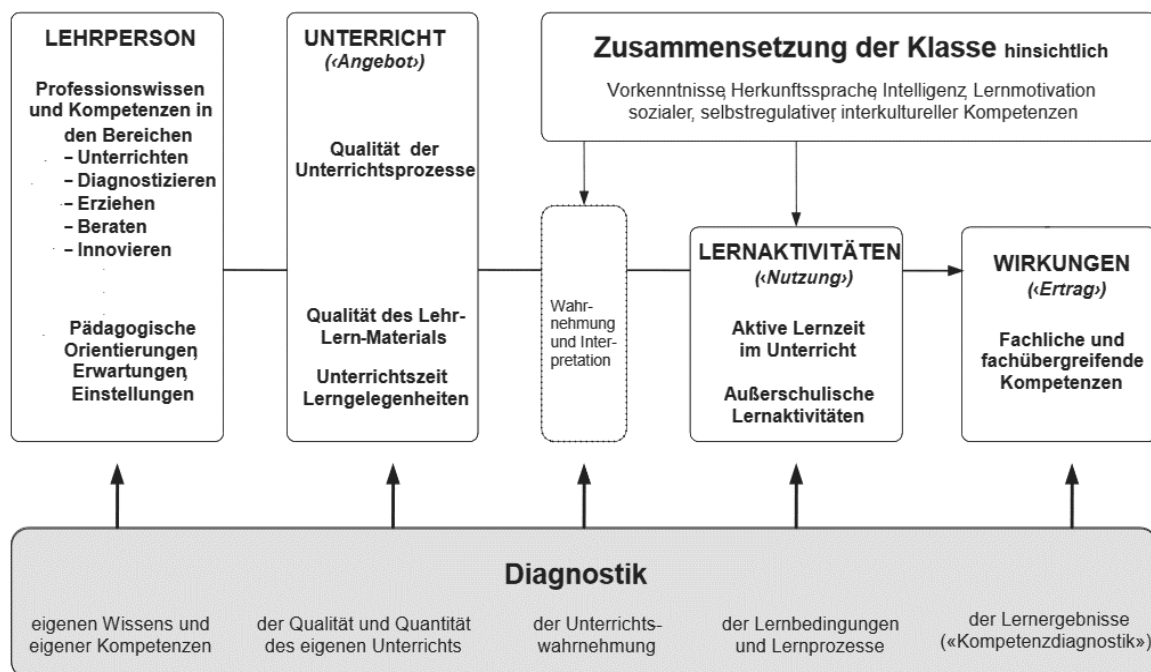 LEHRPERSON
Professionswissen
und Kompetenzen in
den Bereichen
– Unterrichten
– Diagnostizieren
– Erziehen
– Beraten
– Innovieren
Pädagogische
Orientierungen,
Erwartungen,
Einstellungen
UNTERRICHT
(‹Angebot›)
Qualität der
Unterrichtsprozesse
Qualität des Lehr-
Lern-Materials
Unterrichtszeit
Lerngelegenheiten
Zusammensetzung der Klasse hinsichtlich
Vorkenntnisse, Herkunftssprache, Intelligenz, Lernmotivation
sozialer, selbstregulativer, interkultureller Kompetenzen
Wahr-
nehmung
und Inter-
pretation
LERNAKTIVITÄTEN
(‹Nutzung›)
Aktive Lernzeit
im Unterricht
Außerschulische
Lernaktivitäten
WIRKUNGEN
(‹Ertrag›)
Fachliche und
fachübergreifende
Kompetenzen
Diagnostik
eigenen Wissens und
eigener Kompetenzen
der Qualität und Quantität
des eigenen Unterrichts
der Unterrichts-
wahrnehmung
der Lernbedingungen
und Lernprozesse
der Lernergebnisse
(«Kompetenzdiagnostik»)